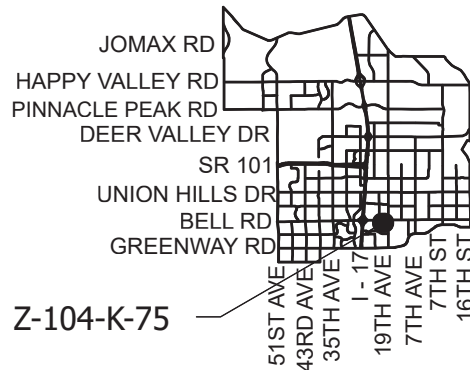 JOMAX RD
HAPPY VALLEY RD
PINNACLE PEAK RD
DEER VALLEY DR
SR 101
UNION HILLS DR
BELL RD
GREENWAY RD
Z-104-K-75
51ST AVE
43RD AVE
35TH AVE
I - 17
19TH AVE
7TH AVE
7TH ST
16TH ST